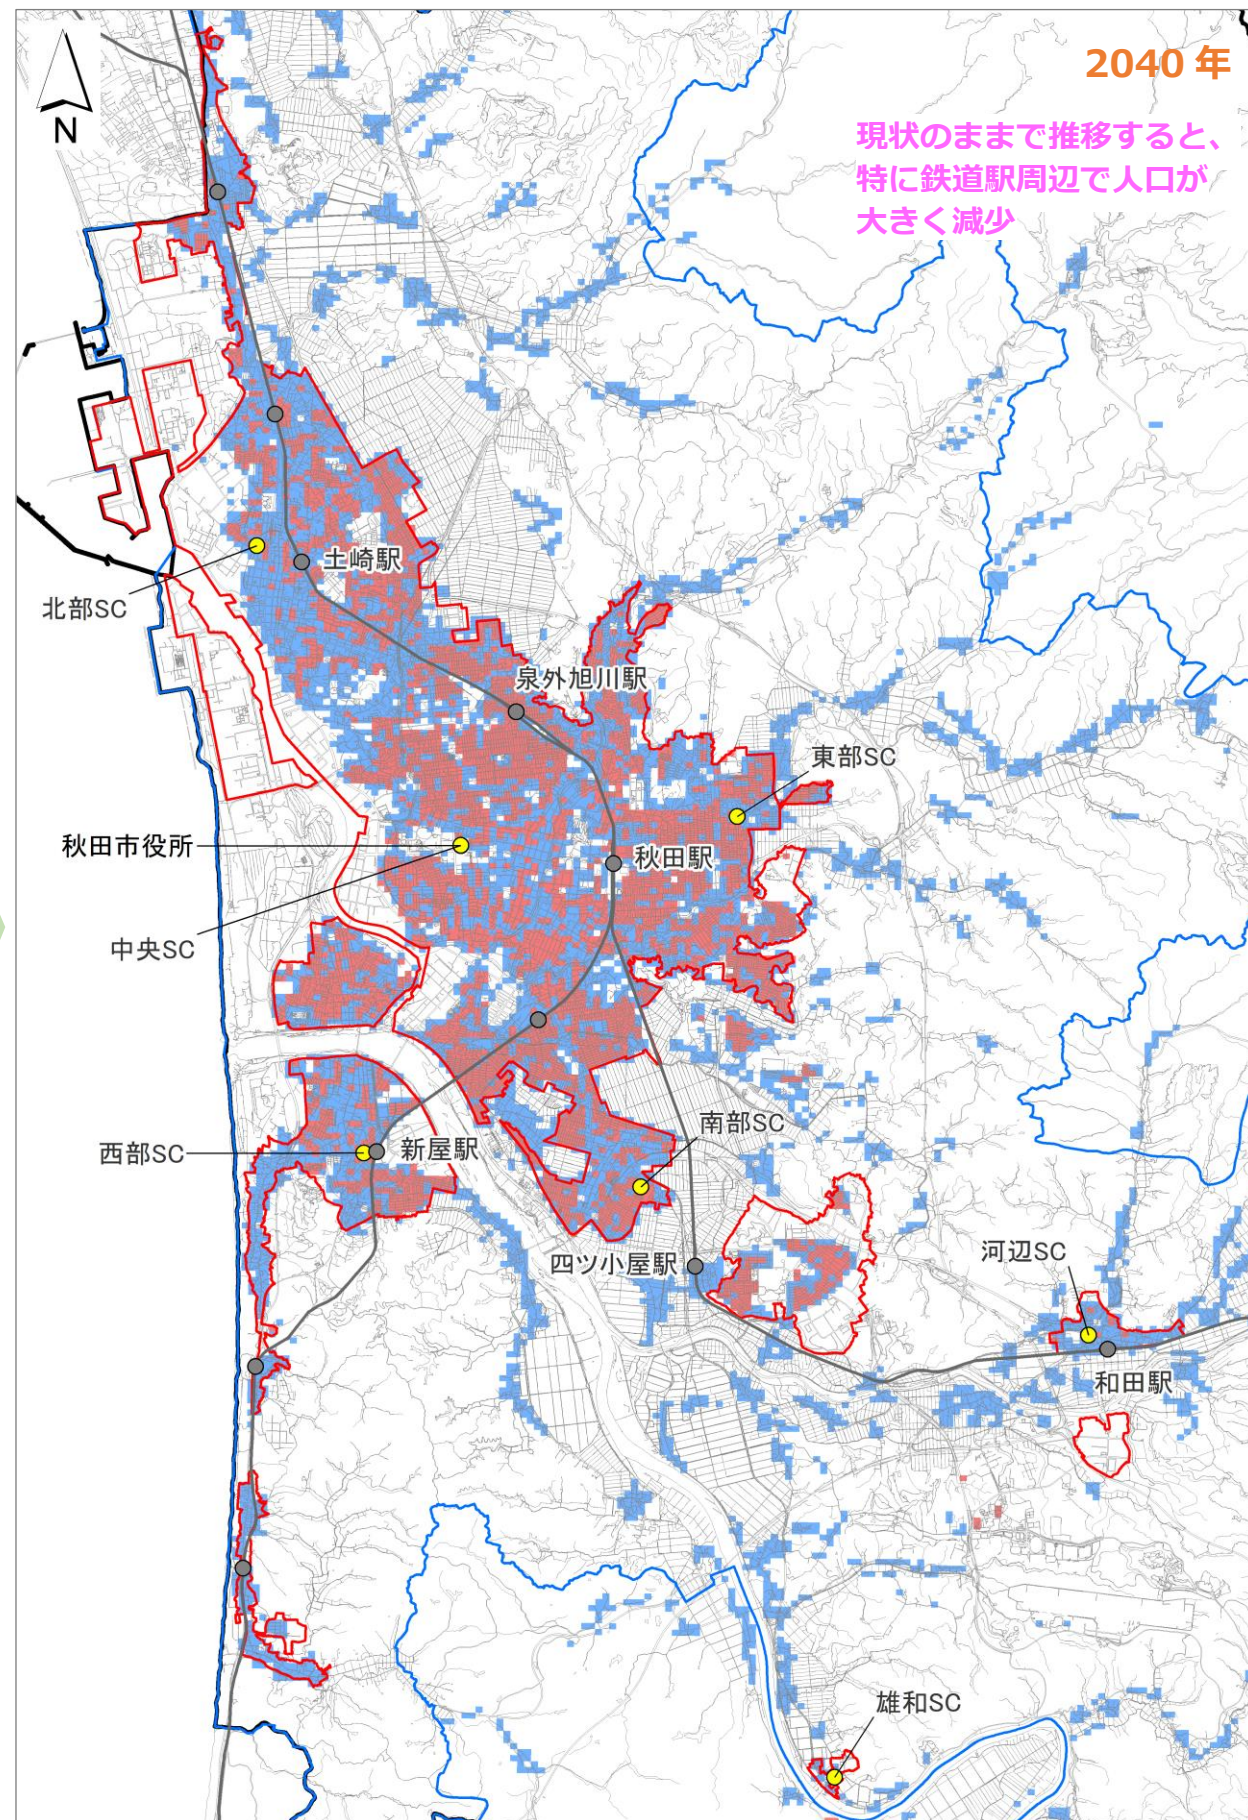 2040 年
現状のままで推移すると、
特に鉄道駅周辺で人口が
大きく減少
N
土崎駅
北部SC
泉外旭川駅
東部SC
秋田市役所
秋田駅
中央SC
南部SC
西部SC
新屋駅
四ツ小屋駅
河辺SC
和田駅
雄和SC